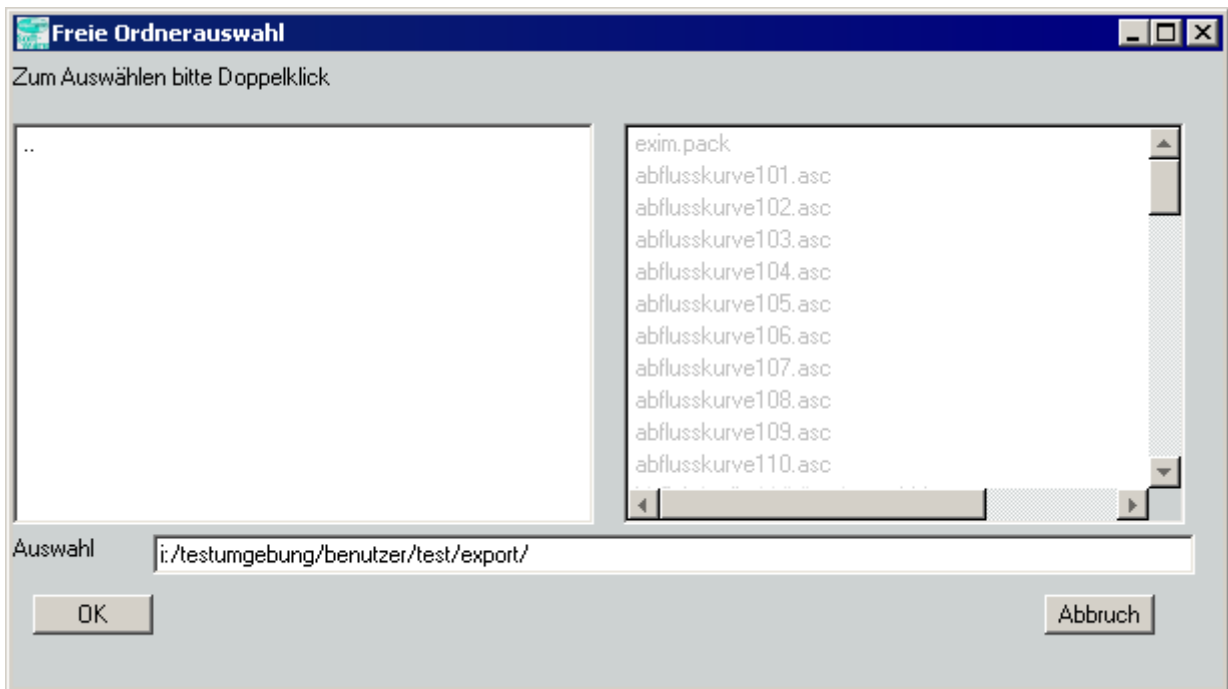 Freie Ordnerauswahl
Zum Auswählen bitte Doppelklick
..
exim.pack
abflusskurve101.asc
abflusskurve102.asc
abflusskurve103.asc
abflusskurve104.asc
abflusskurve105.asc
abflusskurve106.asc
abflusskurve107.asc
abflusskurve108.asc
abflusskurve109.asc
abflusskurve110.asc
Auswahl
i:/testumgebung/benutzer/test/export/
OK
Abbruch